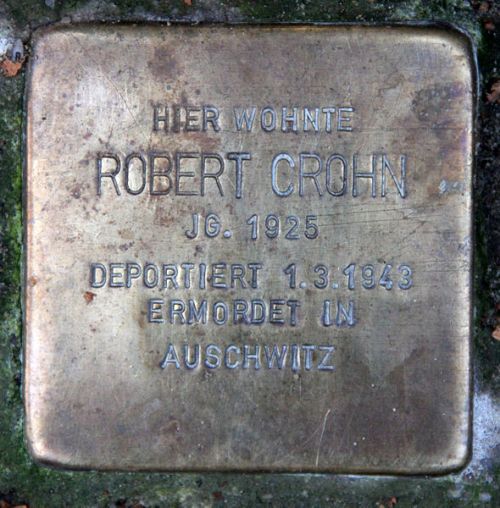 HIER WOHNTE
ROBERT CROHN
JG. 1925
DEPORTIERT 1.3.1943
ERMORDET IN
AUSCHWITZ